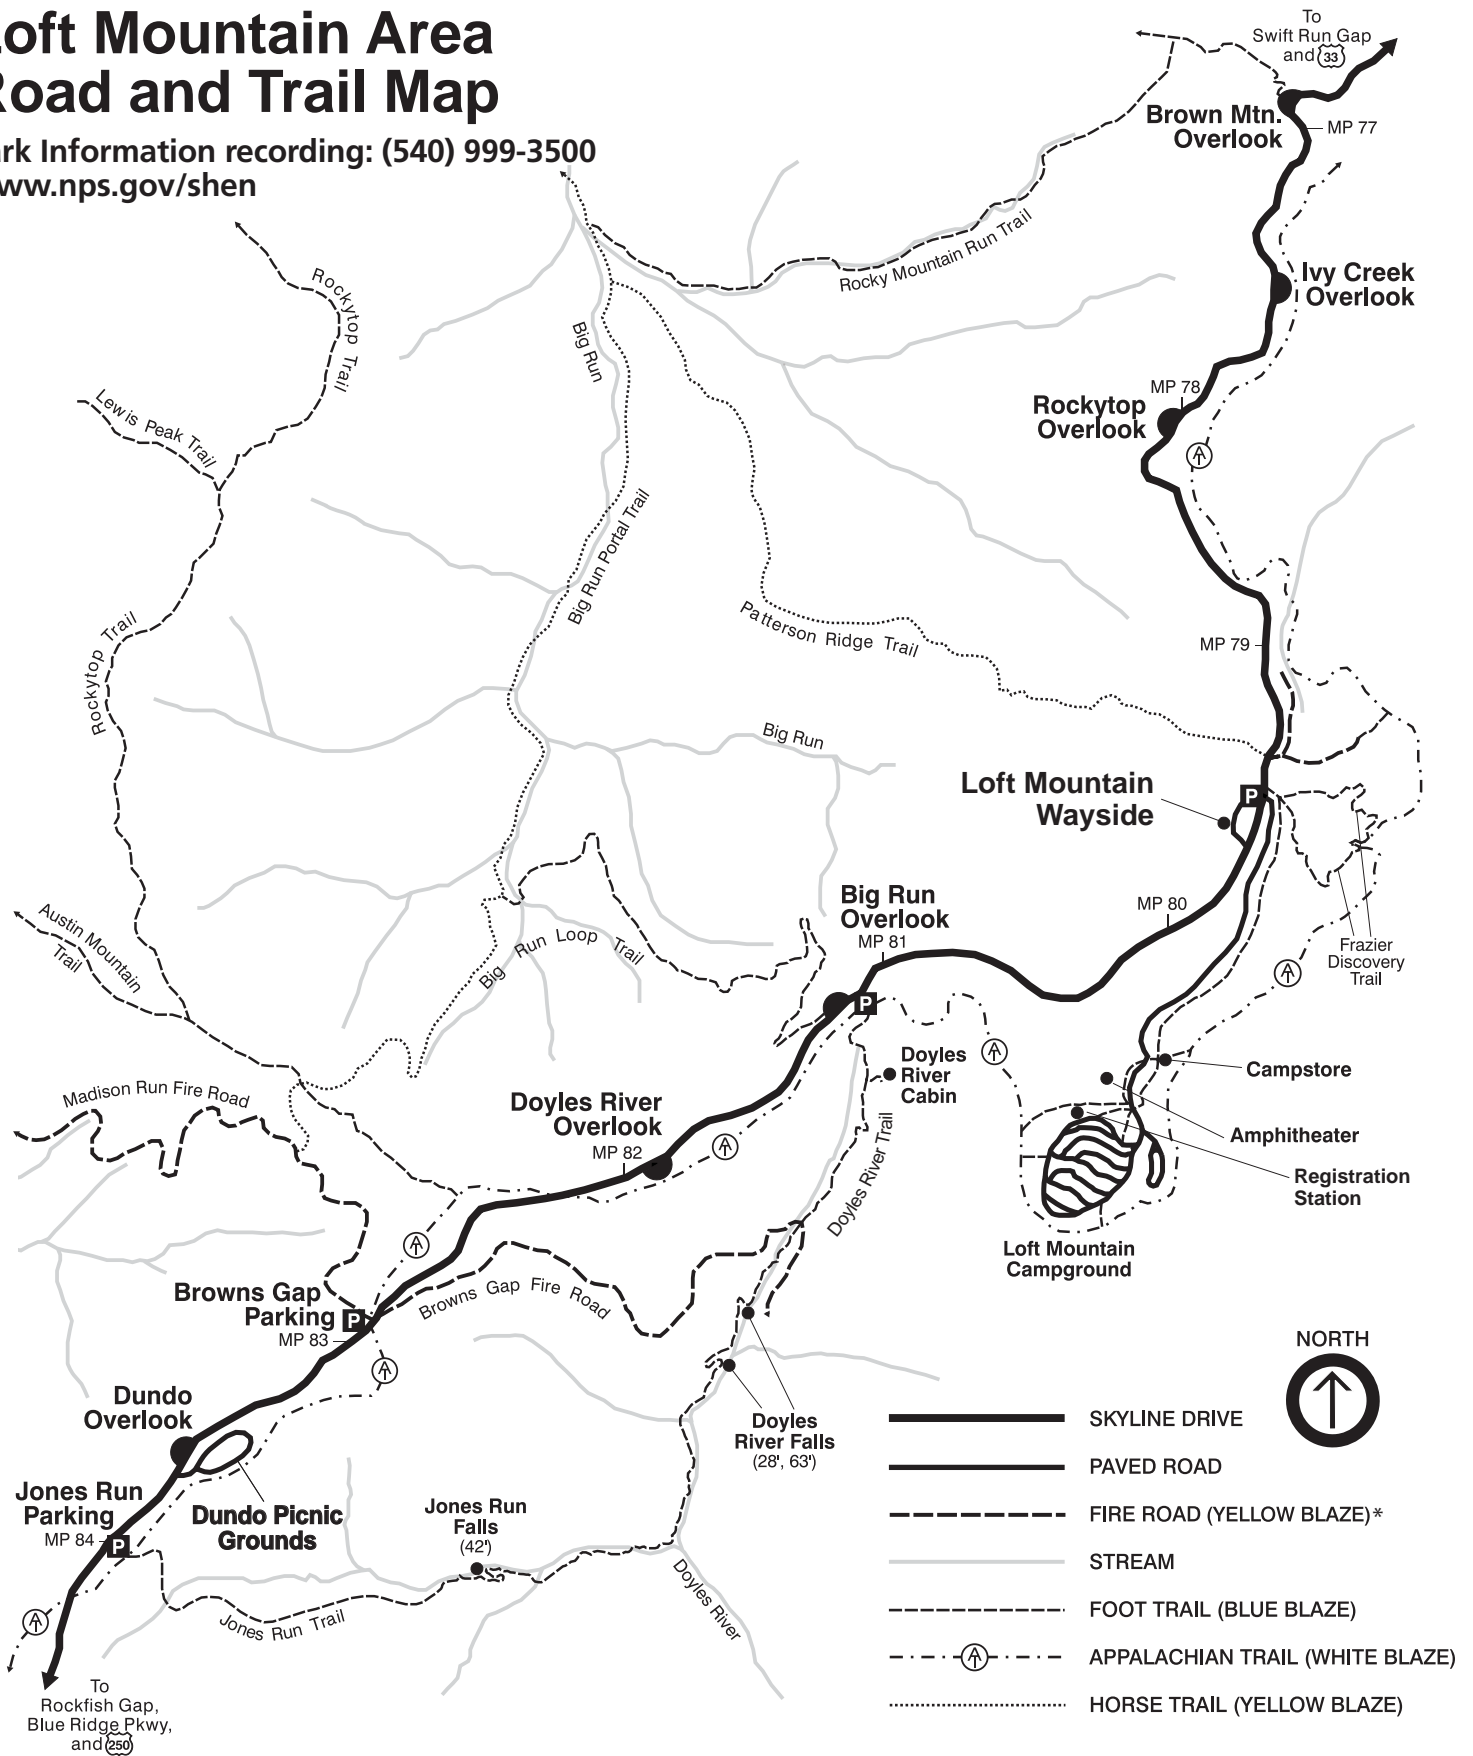 Loft Mountain Area
Road and Trail Map
ark Information recording: (540) 999-3500
www.nps.gov/shen
To
Swift Run Gap
and 33
Brown Mtn.
Overlook
MP 77
Rocky Mountain Run Trail
Ivy Creek
Overlook
Rockytop Trail
Big Run
MP 78
Rockytop
Overlook
Lewis Peak Trail
Big Run Portal Trail
Patterson Ridge Trail
MP 79
Rockytop Trail
Big Run
Loft Mountain
Wayside
P
Big Run
Overlook
MP 81
MP 80
Austin Mountain
Trail
Big Run Loop Trail
Frazier
Discovery
Trail
P
Doyles
River
Cabin
Campstore
Madison Run Fire Road
Doyles River
Overlook
MP 82
Doyles River Trail
Amphitheater
Registration
Station
Loft Mountain
Campground
Browns Gap
Parking
P
MP 83
Browns Gap Fire Road
NORTH
Dundo
Overlook
Doyles
River Falls
(28', 63')
Jones Run
Parking
MP 84
P
Dundo Picnic
Grounds
Jones Run
Falls
(42')
Jones Run Trail
Doyles River
To
Rockfish Gap,
Blue Ridge Pkwy,
and 250
SKYLINE DRIVE
PAVED ROAD
FIRE ROAD (YELLOW BLAZE)*
STREAM
FOOT TRAIL (BLUE BLAZE)
APPALACHIAN TRAIL (WHITE BLAZE)
HORSE TRAIL (YELLOW BLAZE)